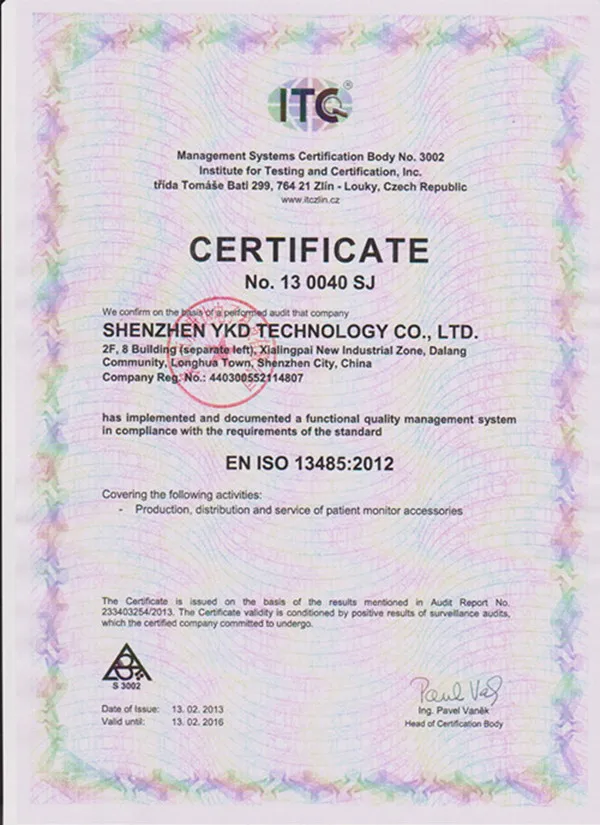 ITC®
Management Systems Certification Body No. 3002
Institute for Testing and Certification, Inc.
třída Tomáše Bati 299, 764 21 Zlín - Louky, Czech Republic
www.itczlin.cz
CERTIFICATE
No. 13 0040 SJ
We confirm on the basis of a performed audit that company
SHENZHEN YKD TECHNOLOGY CO., LTD.
2F, 8 Building (separate left), Xialingpai New Industrial Zone, Dalang
Community, Longhua Town, Shenzhen City, China
Company Reg. No.: 440300552114807
has implemented and documented a functional quality management system
in compliance with the requirements of the standard
EN ISO 13485:2012
Covering the following activities:
- Production, distribution and service of patient monitor accessories
The Certificate is issued on the basis of the results mentioned in Audit Report No.
233403254/2013. The Certificate validity is conditioned by positive results of surveillance audits,
which the certified company committed to undergo.
S 3002
Date of Issue: 13. 02. 2013
Valid until: 13. 02. 2016
Ing. Pavel Vaněk
Head of Certification Body